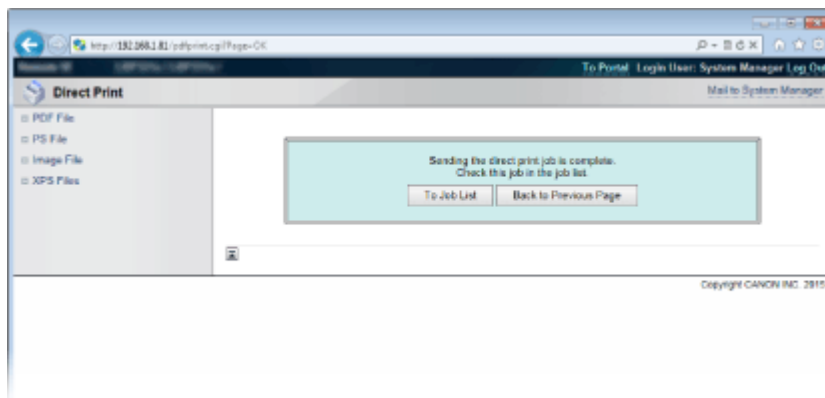 http://192.168.1.81/pdfprint.cgi?Page=OK
To Portal Login User: System Manager Log Ou
Direct Print
Mail to System Manager
PDF File
PS File
Image File
XPS Files
Sending the direct print job is complete.
Check this job in the job list.
To Job List
Back to Previous Page
Copyright CANON INC. 2015